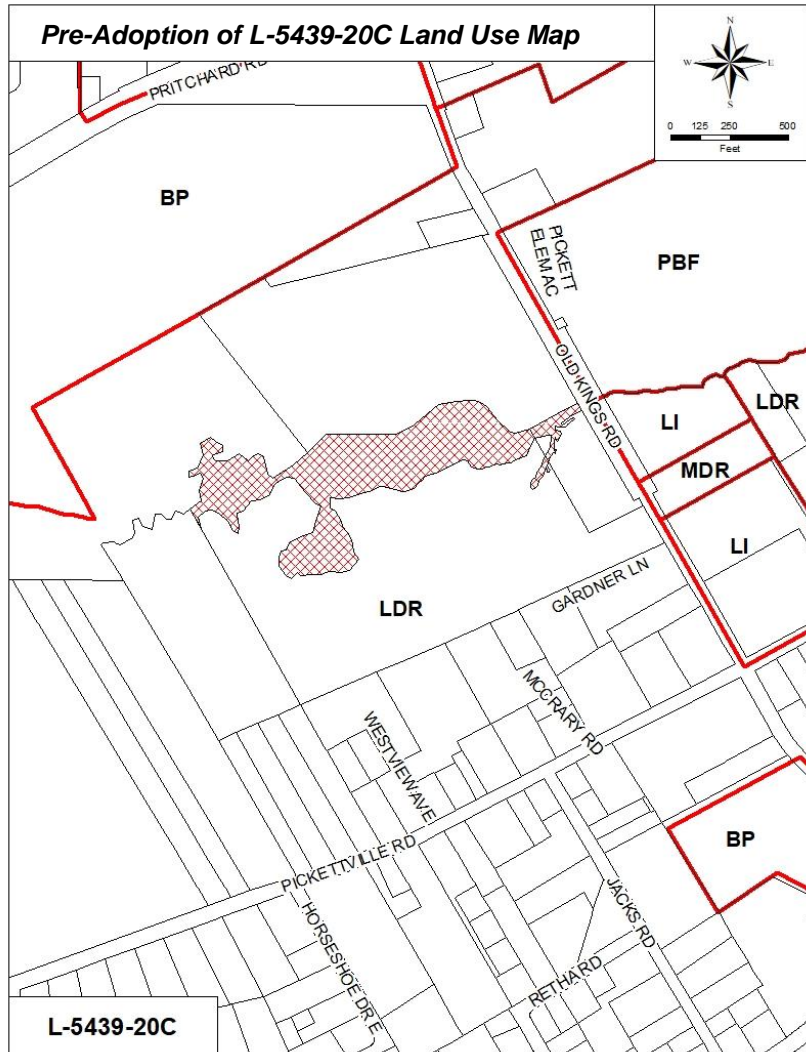 Pre-Adoption of L-5439-20C Land Use Map
N
W
E
S
0 125 250 500
Feet
PRITCHARD RD
BP
PICKETT
ELEM AC
PBF
OLD KINGS RD
LI
LDR
MDR
LI
LDR
GARDNER LN
MCCRARY RD
WESTVIEW AVE
PICKETTVILLE RD
BP
JACKS RD
HORSESHOE DR E
RETHA RD
L-5439-20C